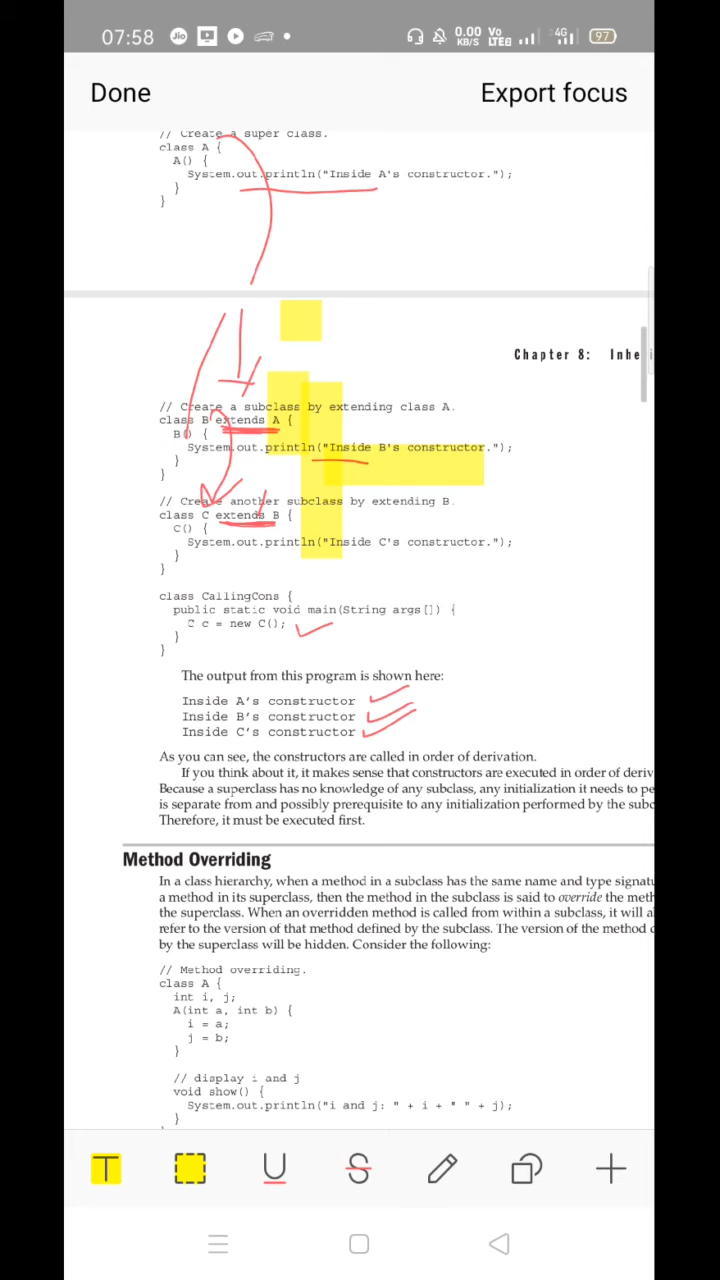 07:58
Jio
0.00 KB/S
Vo LTE
4G
97
Done
Export focus
// Create a super class.
class A {
A() {
System.out.println("Inside A's constructor.");
}
}
Chapter 8: Inhe
// Create a subclass by extending class A.
class B extends A {
B() {
System.out.println("Inside B's constructor.");
}
}
// Create another subclass by extending B.
class C extends B {
C() {
System.out.println("Inside C's constructor.");
}
}
class CallingCons {
public static void main(String args[]) {
C c = new C();
}
}
The output from this program is shown here:
Inside A's constructor
Inside B's constructor
Inside C's constructor
As you can see, the constructors are called in order of derivation.
If you think about it, it makes sense that constructors are executed in order of deriv
Because a superclass has no knowledge of any subclass, any initialization it needs to pe
is separate from and possibly prerequisite to any initialization performed by the subc
Therefore, it must be executed first.
Method Overriding
In a class hierarchy, when a method in a subclass has the same name and type signatu
a method in its superclass, then the method in the subclass is said to override the meth
the superclass. When an overridden method is called from within a subclass, it will a
refer to the version of that method defined by the subclass. The version of the method
by the superclass will be hidden. Consider the following:
// Method overriding.
class A {
int i, j;
A(int a, int b) {
i = a;
j = b;
}
// display i and j
void show() {
System.out.println("i and j: " + i + " " + j);
}
T
U
S